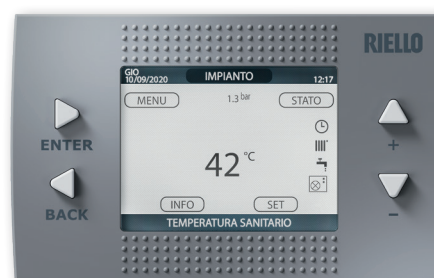 RIELLO
GIO
10/09/2020 IMPIANTO 12:17
MENU 1.3 bar STATO
ENTER
42 °C
+
INFO SET
BACK
TEMPERATURA SANITARIO
-